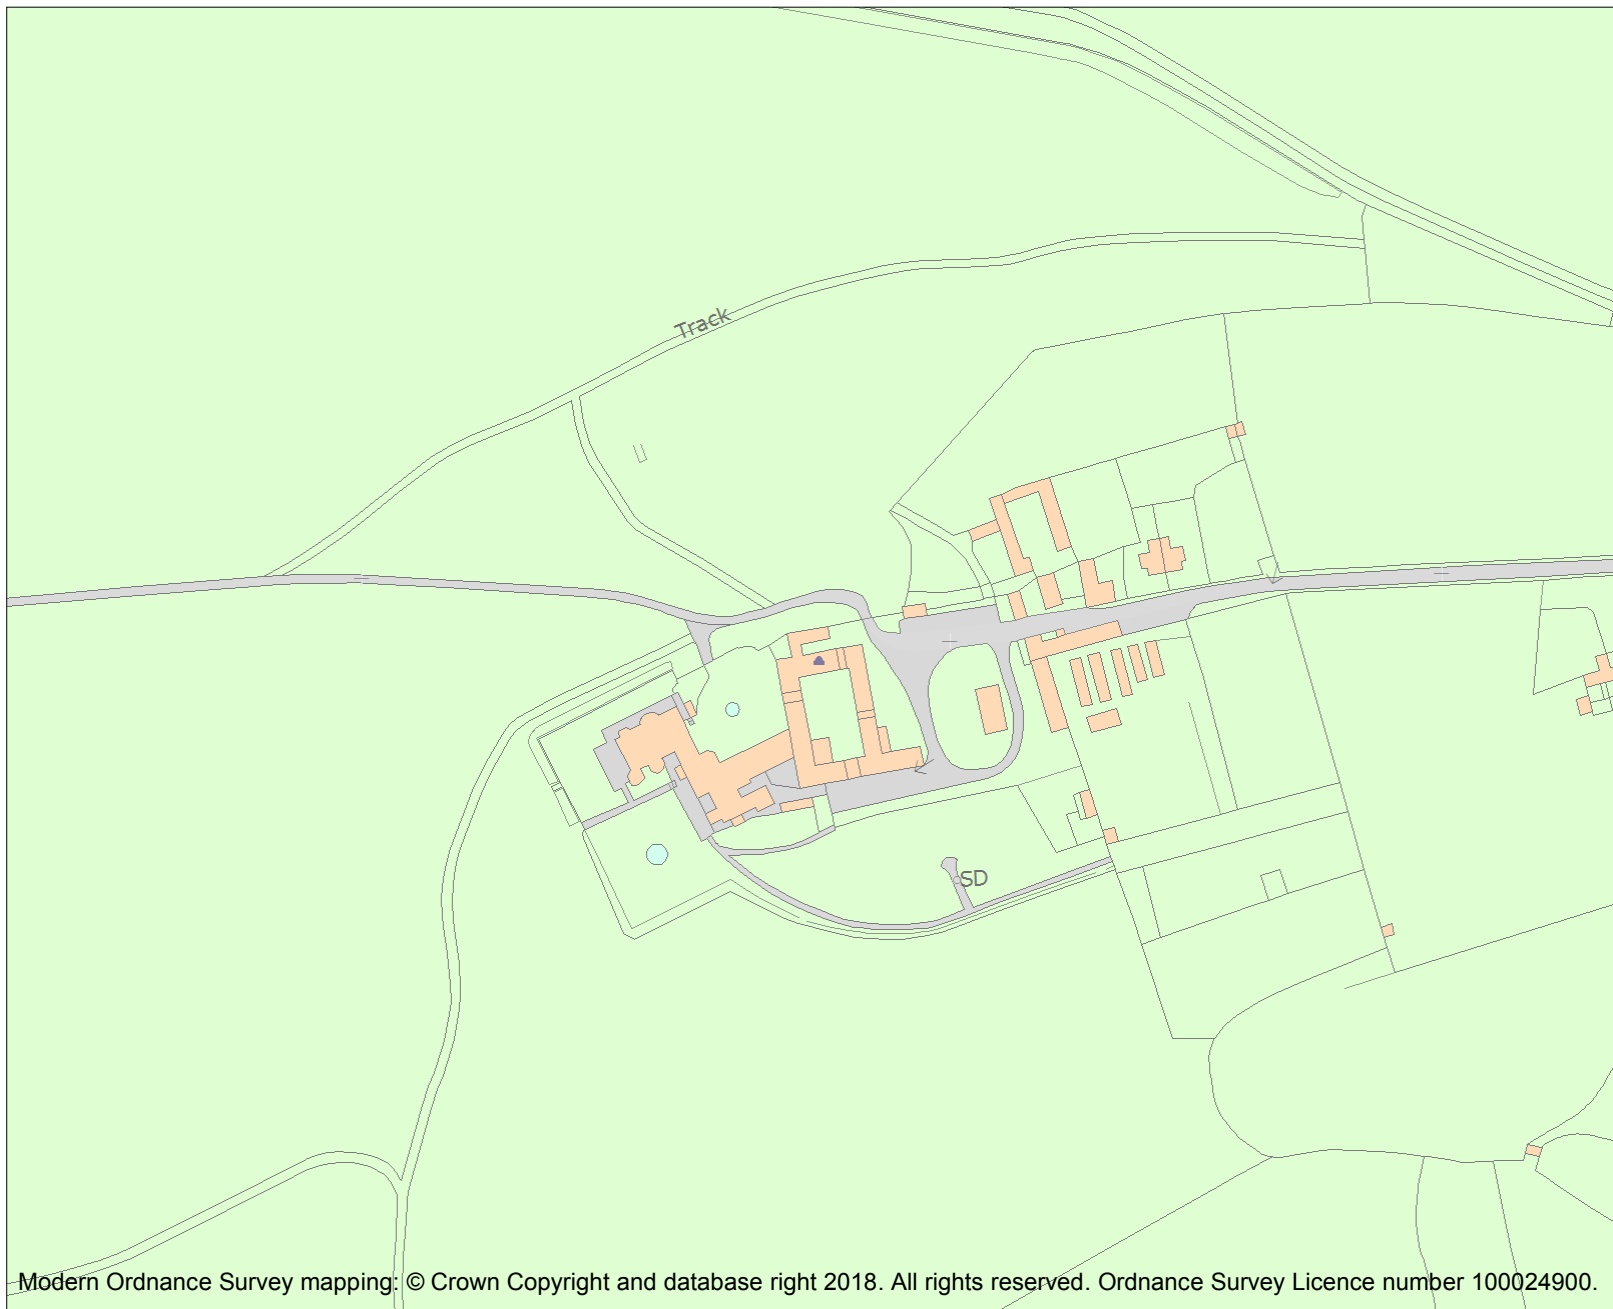 Track
SD
Modern Ordnance Survey mapping: © Crown Copyright and database right 2018. All rights reserved. Ordnance Survey Licence number 100024900.